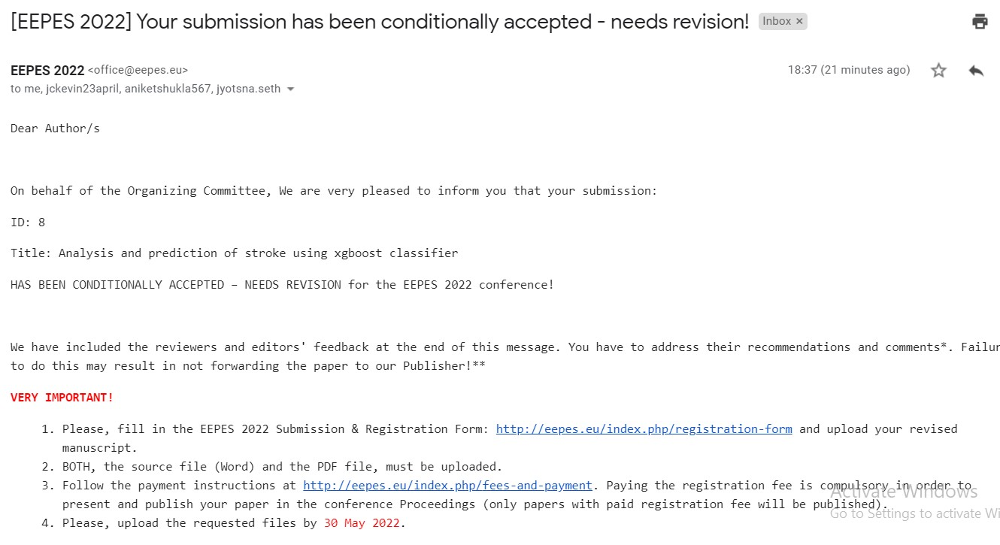 [EEPES 2022] Your submission has been conditionally accepted - needs revision! Inbox ×
EEPES 2022 <office@eepes.eu> 18:37 (21 minutes ago)
to me, jckevin23april, aniketshukla567, jyotsna.seth
Dear Author/s
On behalf of the Organizing Committee, We are very pleased to inform you that your submission:
ID: 8
Title: Analysis and prediction of stroke using xgboost classifier
HAS BEEN CONDITIONALLY ACCEPTED – NEEDS REVISION for the EEPES 2022 conference!
We have included the reviewers and editors' feedback at the end of this message. You have to address their recommendations and comments*. Failur
to do this may result in not forwarding the paper to our Publisher!**
VERY IMPORTANT!
1. Please, fill in the EEPES 2022 Submission & Registration Form: http://eepes.eu/index.php/registration-form and upload your revised
manuscript.
2. BOTH, the source file (Word) and the PDF file, must be uploaded.
3. Follow the payment instructions at http://eepes.eu/index.php/fees-and-payment. Paying the registration fee is compulsory in order to
present and publish your paper in the conference Proceedings (only papers with paid registration fee will be published).
4. Please, upload the requested files by 30 May 2022.
Activate Windows
Go to Settings to activate Wi